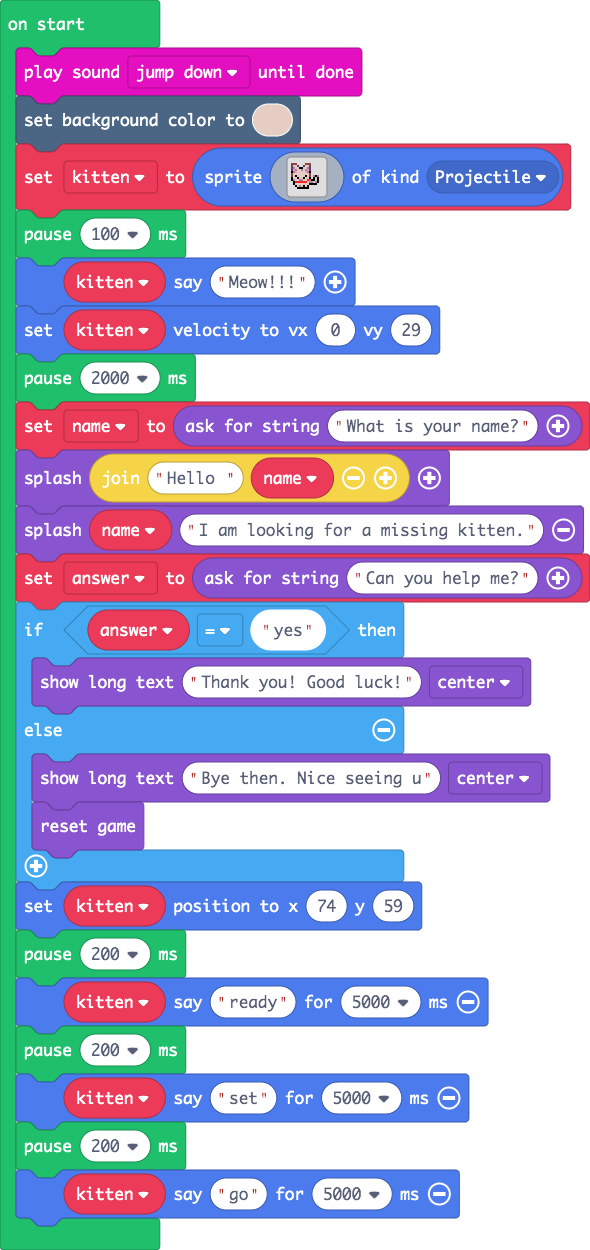 on start
play sound jump down until done
set background color to
set kitten to sprite of kind Projectile
pause 100 ms
kitten say "Meow!!!"
set kitten velocity to vx 0 vy 29
pause 2000 ms
set name to ask for string "What is your name?"
splash join "Hello " name
splash name "I am looking for a missing kitten."
set answer to ask for string "Can you help me?"
if answer = "yes" then
show long text "Thank you! Good luck!" center
else
show long text "Bye then. Nice seeing u" center
reset game
set kitten position to x 74 y 59
pause 200 ms
kitten say "ready" for 5000 ms
pause 200 ms
kitten say "set" for 5000 ms
pause 200 ms
kitten say "go" for 5000 ms